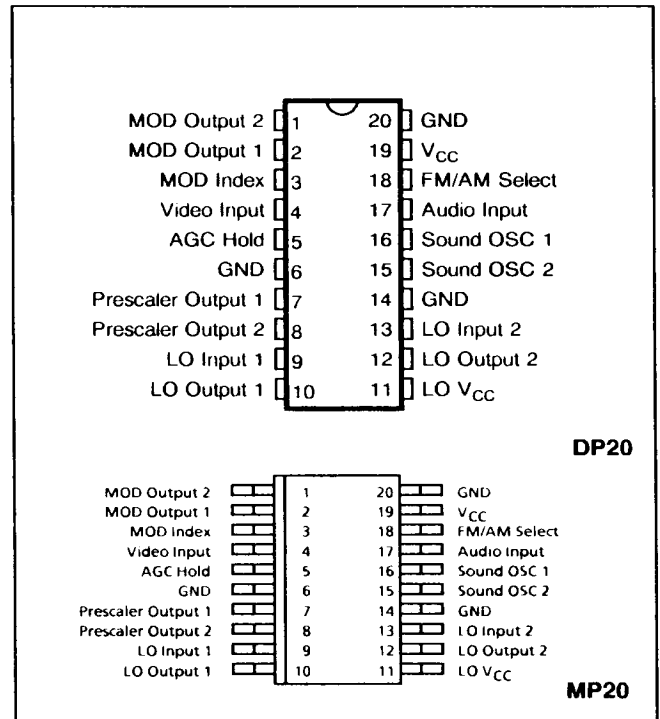 MOD Output 2 1 20 GND
MOD Output 1 2 19 VCC
MOD Index 3 18 FM/AM Select
Video Input 4 17 Audio Input
AGC Hold 5 16 Sound OSC 1
GND 6 15 Sound OSC 2
Prescaler Output 1 7 14 GND
Prescaler Output 2 8 13 LO Input 2
LO Input 1 9 12 LO Output 2
LO Output 1 10 11 LO VCC
DP20
MOD Output 2 1 20 GND
MOD Output 1 2 19 VCC
MOD Index 3 18 FM/AM Select
Video Input 4 17 Audio Input
AGC Hold 5 16 Sound OSC 1
GND 6 15 Sound OSC 2
Prescaler Output 1 7 14 GND
Prescaler Output 2 8 13 LO Input 2
LO Input 1 9 12 LO Output 2
LO Output 1 10 11 LO VCC
MP20